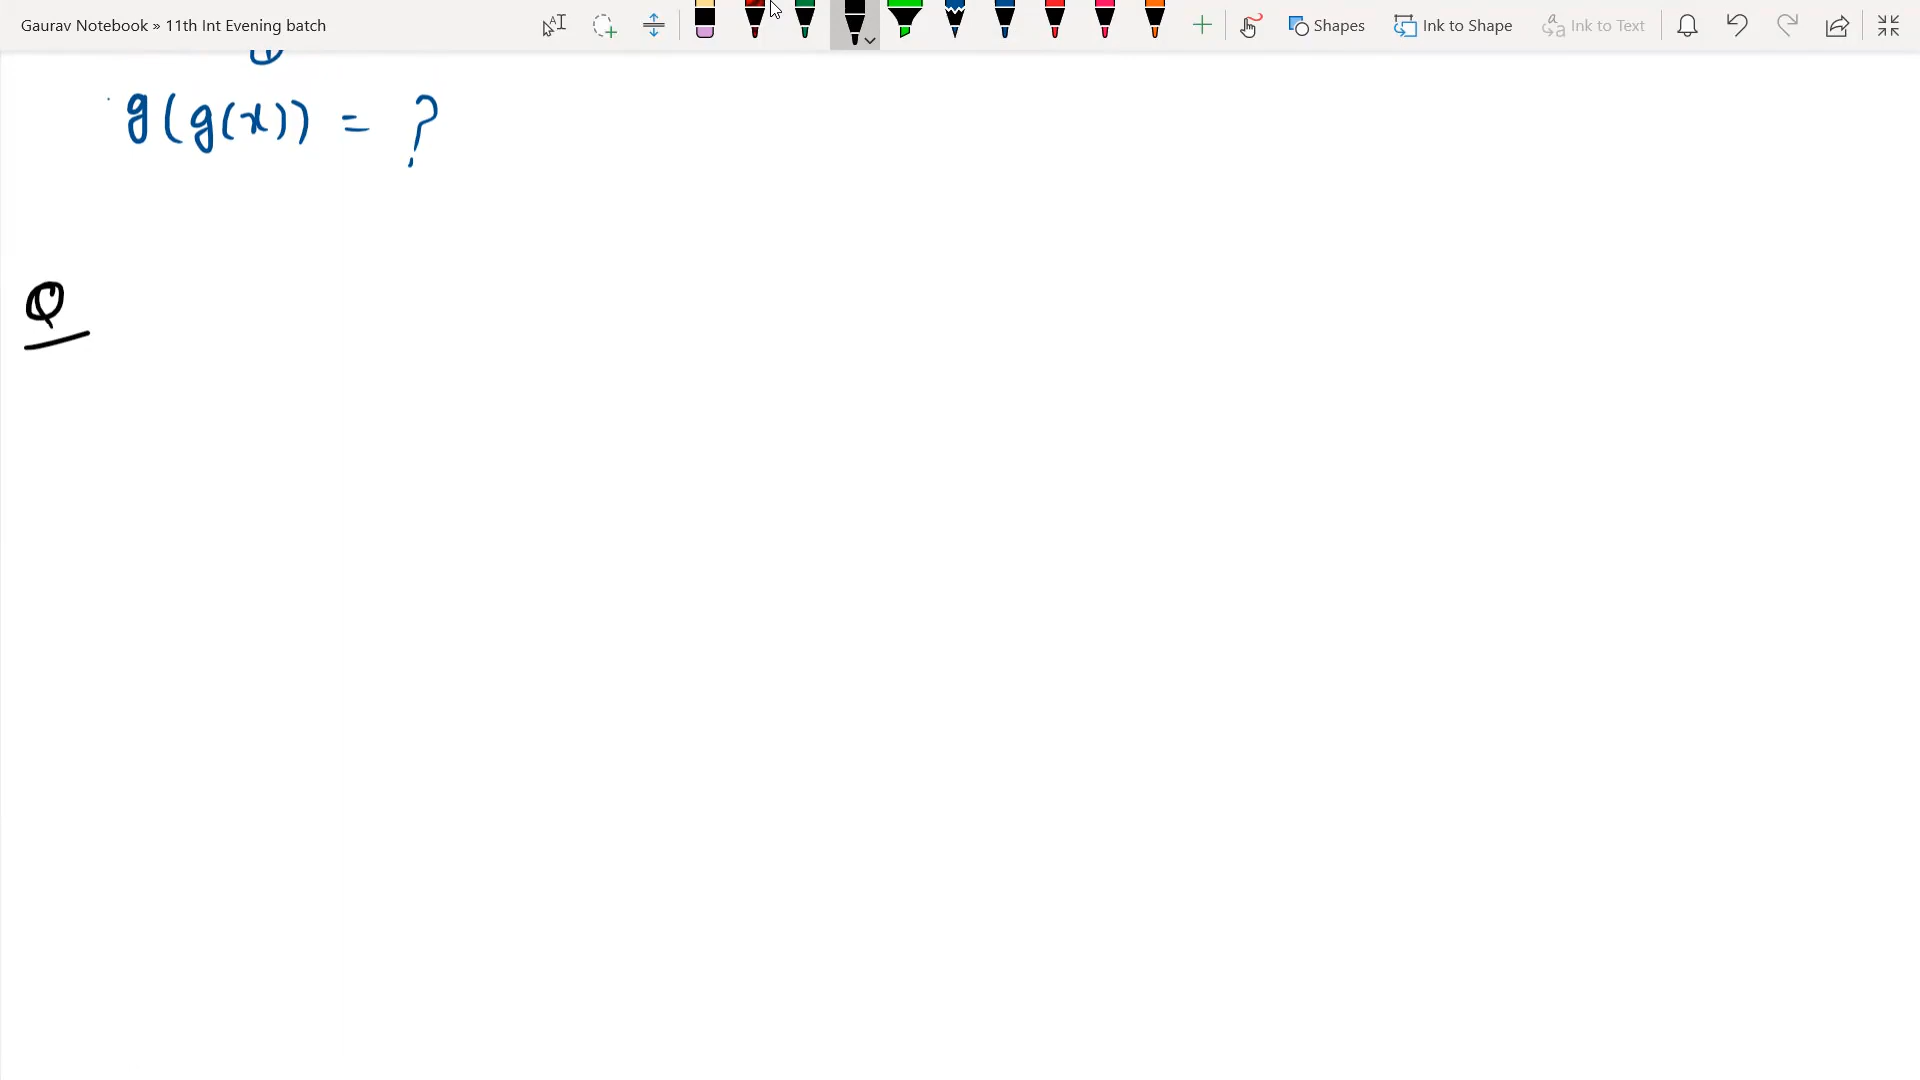 Gaurav Notebook » 11th Int Evening batch
Shapes
Ink to Shape
Ink to Text
g(g(x)) = ?
Q